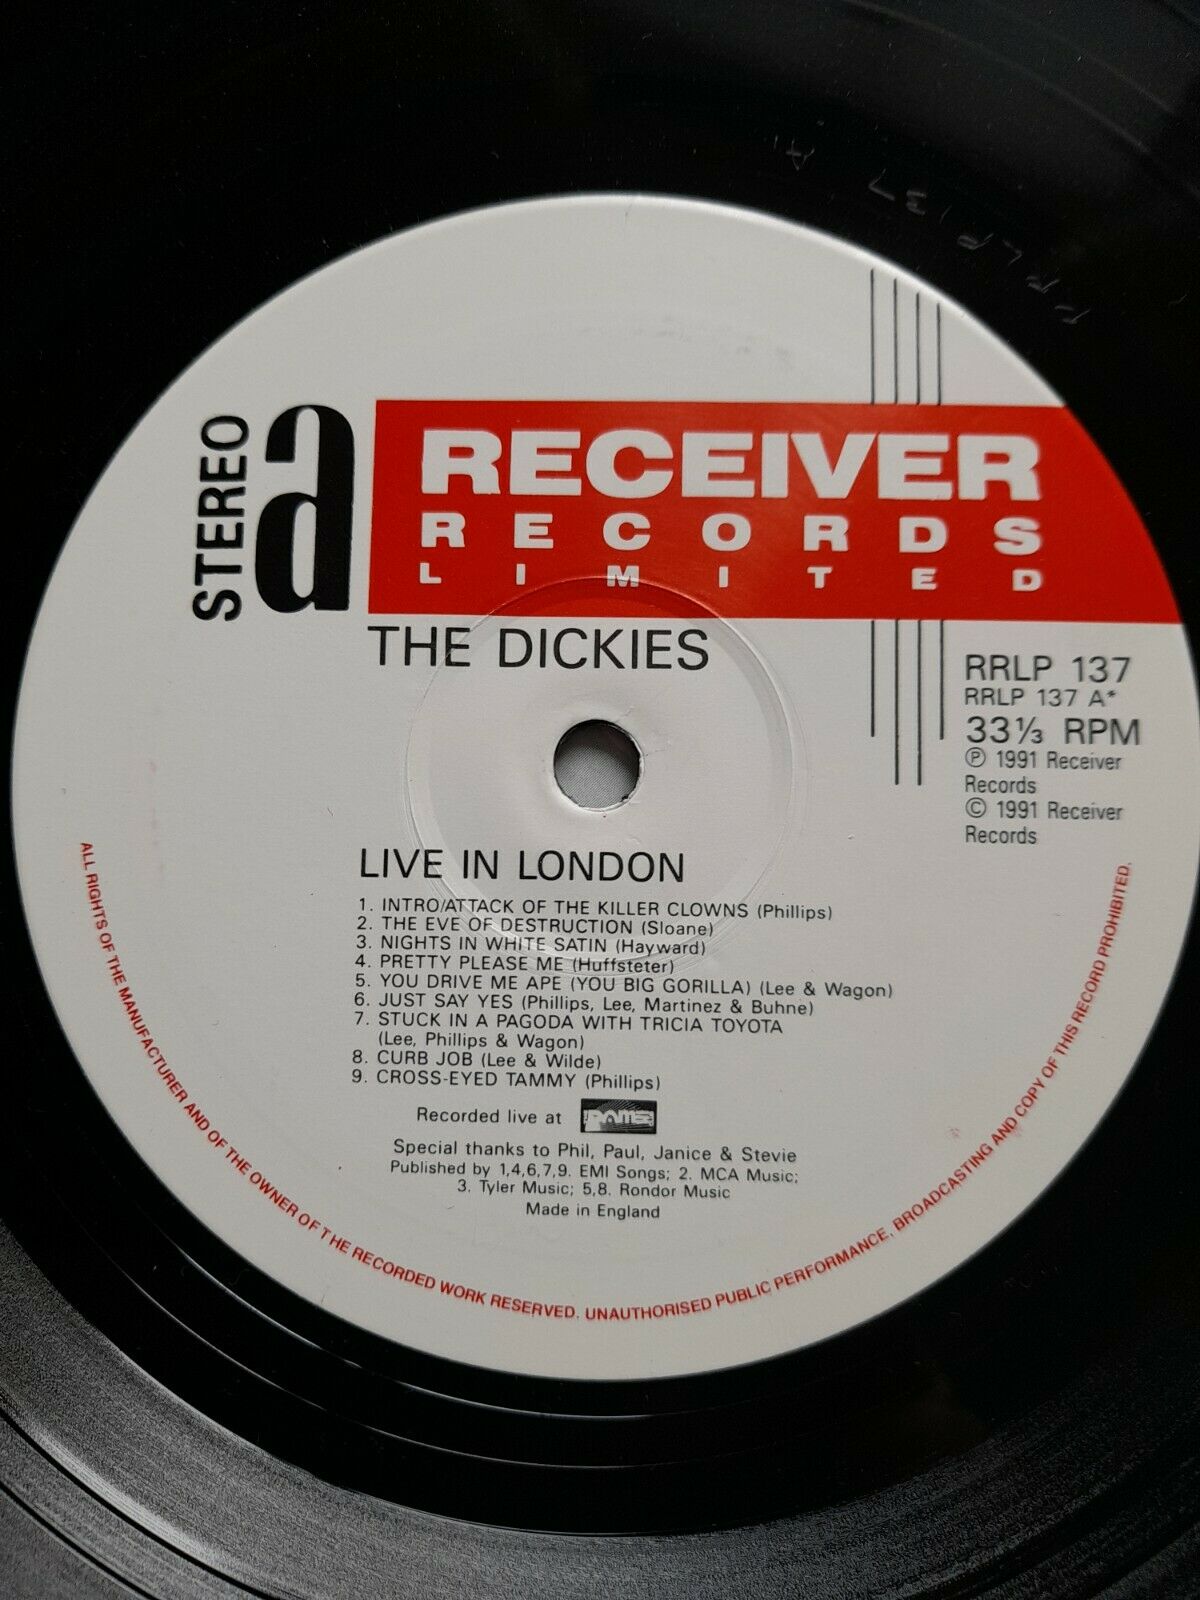 RRLP 137 A1
STEREO
a
RECEIVER
RECORDS
LIMITED
THE DICKIES
RRLP 137
RRLP 137 A*
33⅓ RPM
℗ 1991 Receiver
Records
© 1991 Receiver
Records
LIVE IN LONDON
1. INTRO/ATTACK OF THE KILLER CLOWNS (Phillips)
2. THE EVE OF DESTRUCTION (Sloane)
3. NIGHTS IN WHITE SATIN (Hayward)
4. PRETTY PLEASE ME (Huffsteter)
5. YOU DRIVE ME APE (YOU BIG GORILLA) (Lee & Wagon)
6. JUST SAY YES (Phillips, Lee, Martinez & Buhne)
7. STUCK IN A PAGODA WITH TRICIA TOYOTA
(Lee, Phillips & Wagon)
8. CURB JOB (Lee & Wilde)
9. CROSS-EYED TAMMY (Phillips)
Recorded live at
Special thanks to Phil, Paul, Janice & Stevie
Published by 1,4,6,7,9. EMI Songs; 2. MCA Music;
3. Tyler Music; 5,8. Rondor Music
Made in England
ALL RIGHTS OF THE MANUFACTURER AND OF THE OWNER OF THE RECORDED WORK RESERVED. UNAUTHORISED PUBLIC PERFORMANCE, BROADCASTING AND COPY OF THIS RECORD PROHIBITED.